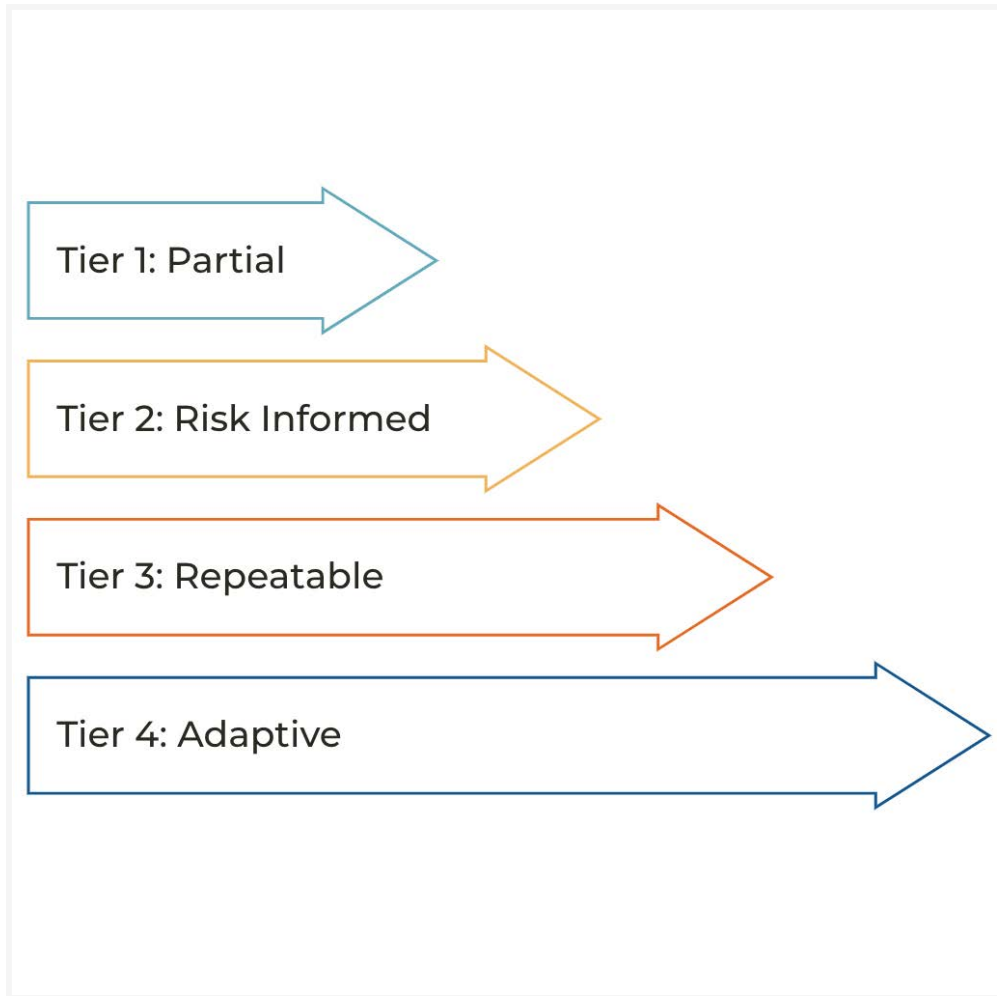 Tier 1: Partial
Tier 2: Risk Informed
Tier 3: Repeatable
Tier 4: Adaptive